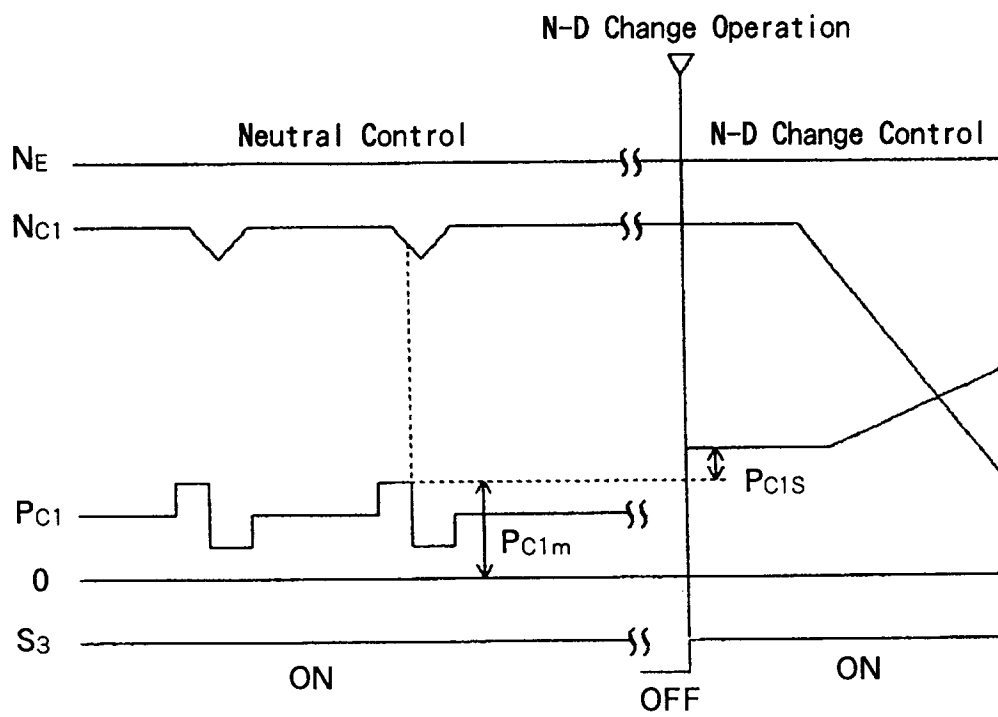 N-D Change Operation
Neutral Control
N-D Change Control
NE
NC1
PC1S
PC1
PC1m
0
S3
ON
ON
OFF